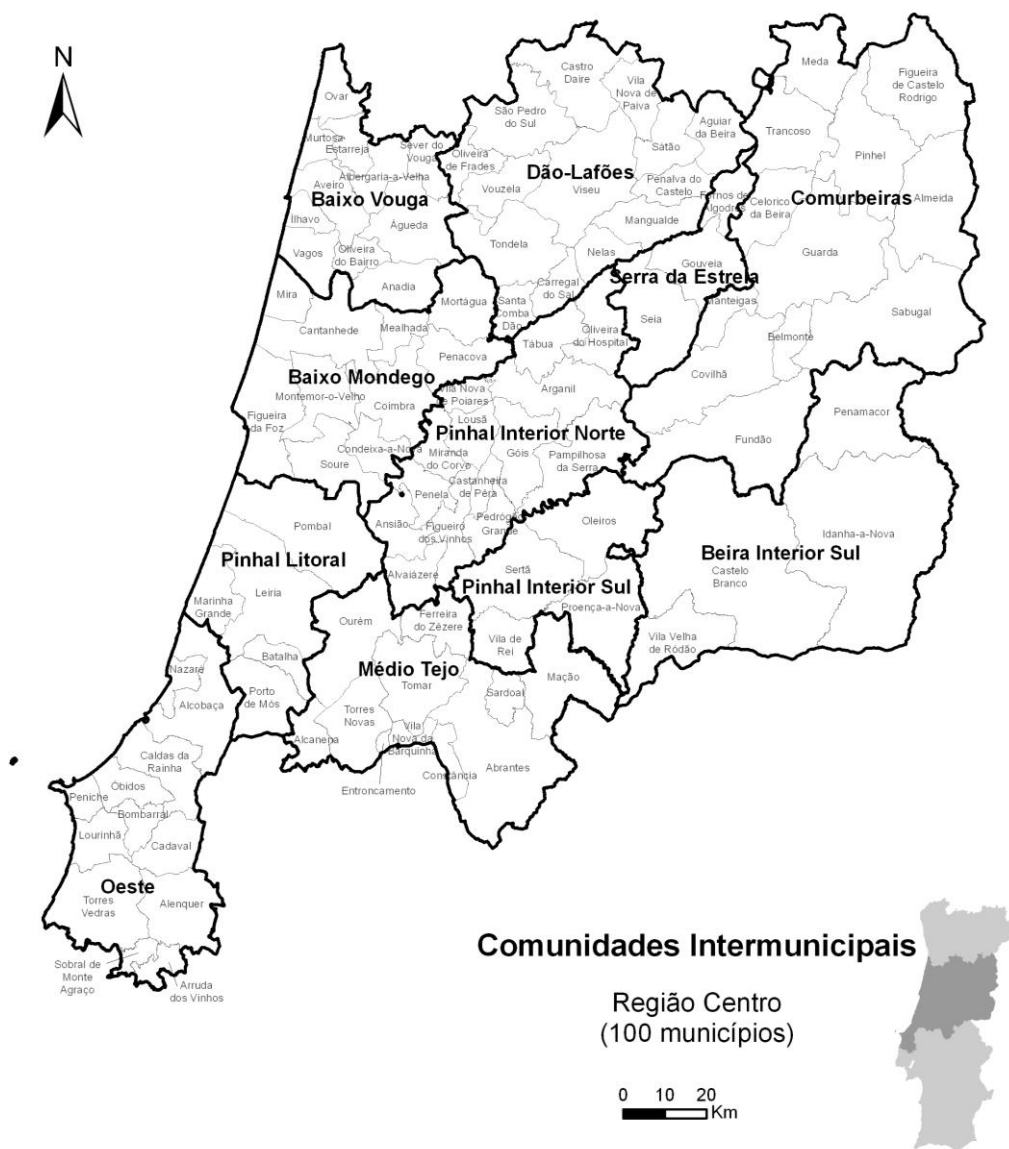 N
Ovar
Murtosa
Estarreja
Sever do
Vouga
Albergaria-a-Velha
Aveiro
Baixo Vouga
Ílhavo
Águeda
Vagos
Oliveira
do Bairro
Anadia
Castro
Daire
Vila
Nova de
Paiva
São Pedro
do Sul
Aguiar
da Beira
Oliveira
de Frades
Sátão
Dão-Lafões
Vouzela
Viseu
Penalva do
Castelo
Fornos de
Algodres
Mangualde
Tondela
Nelas
Carregal
do Sal
Santa
Comba
Dão
Meda
Figueira
de Castelo
Rodrigo
Trancoso
Pinhel
Celorico
da Beira
Comurbeiras
Almeida
Guarda
Sabugal
Manteigas
Belmonte
Covilhã
Fundão
Gouveia
Serra da Estrela
Seia
Mira
Mortágua
Cantanhede
Mealhada
Penacova
Baixo Mondego
Montemor-o-Velho
Coimbra
Figueira
da Foz
Condeixa-a-Nova
Soure
Tábua
Oliveira
do Hospital
Vila Nova
de Poiares
Arganil
Lousã
Pinhal Interior Norte
Miranda
do Corvo
Góis
Pampilhosa
da Serra
Castanheira
de Pêra
Penela
Ansião
Figueiró
dos Vinhos
Pedrógão
Grande
Alvaiázere
Penamacor
Idanha-a-Nova
Beira Interior Sul
Castelo
Branco
Vila Velha
de Ródão
Oleiros
Sertã
Pinhal Interior Sul
Proença-a-Nova
Vila de
Rei
Pombal
Pinhal Litoral
Leiria
Marinha
Grande
Batalha
Porto
de Mós
Ourém
Ferreira
do Zêzere
Médio Tejo
Tomar
Mação
Sardoal
Torres
Novas
Vila
Nova da
Barquinha
Alcanena
Constância
Abrantes
Entroncamento
Nazaré
Alcobaça
Caldas da
Rainha
Óbidos
Peniche
Bombarral
Lourinhã
Cadaval
Oeste
Torres
Vedras
Alenquer
Sobral de
Monte
Agraço
Arruda
dos Vinhos
Comunidades Intermunicipais
Região Centro
(100 municípios)
0 10 20
Km